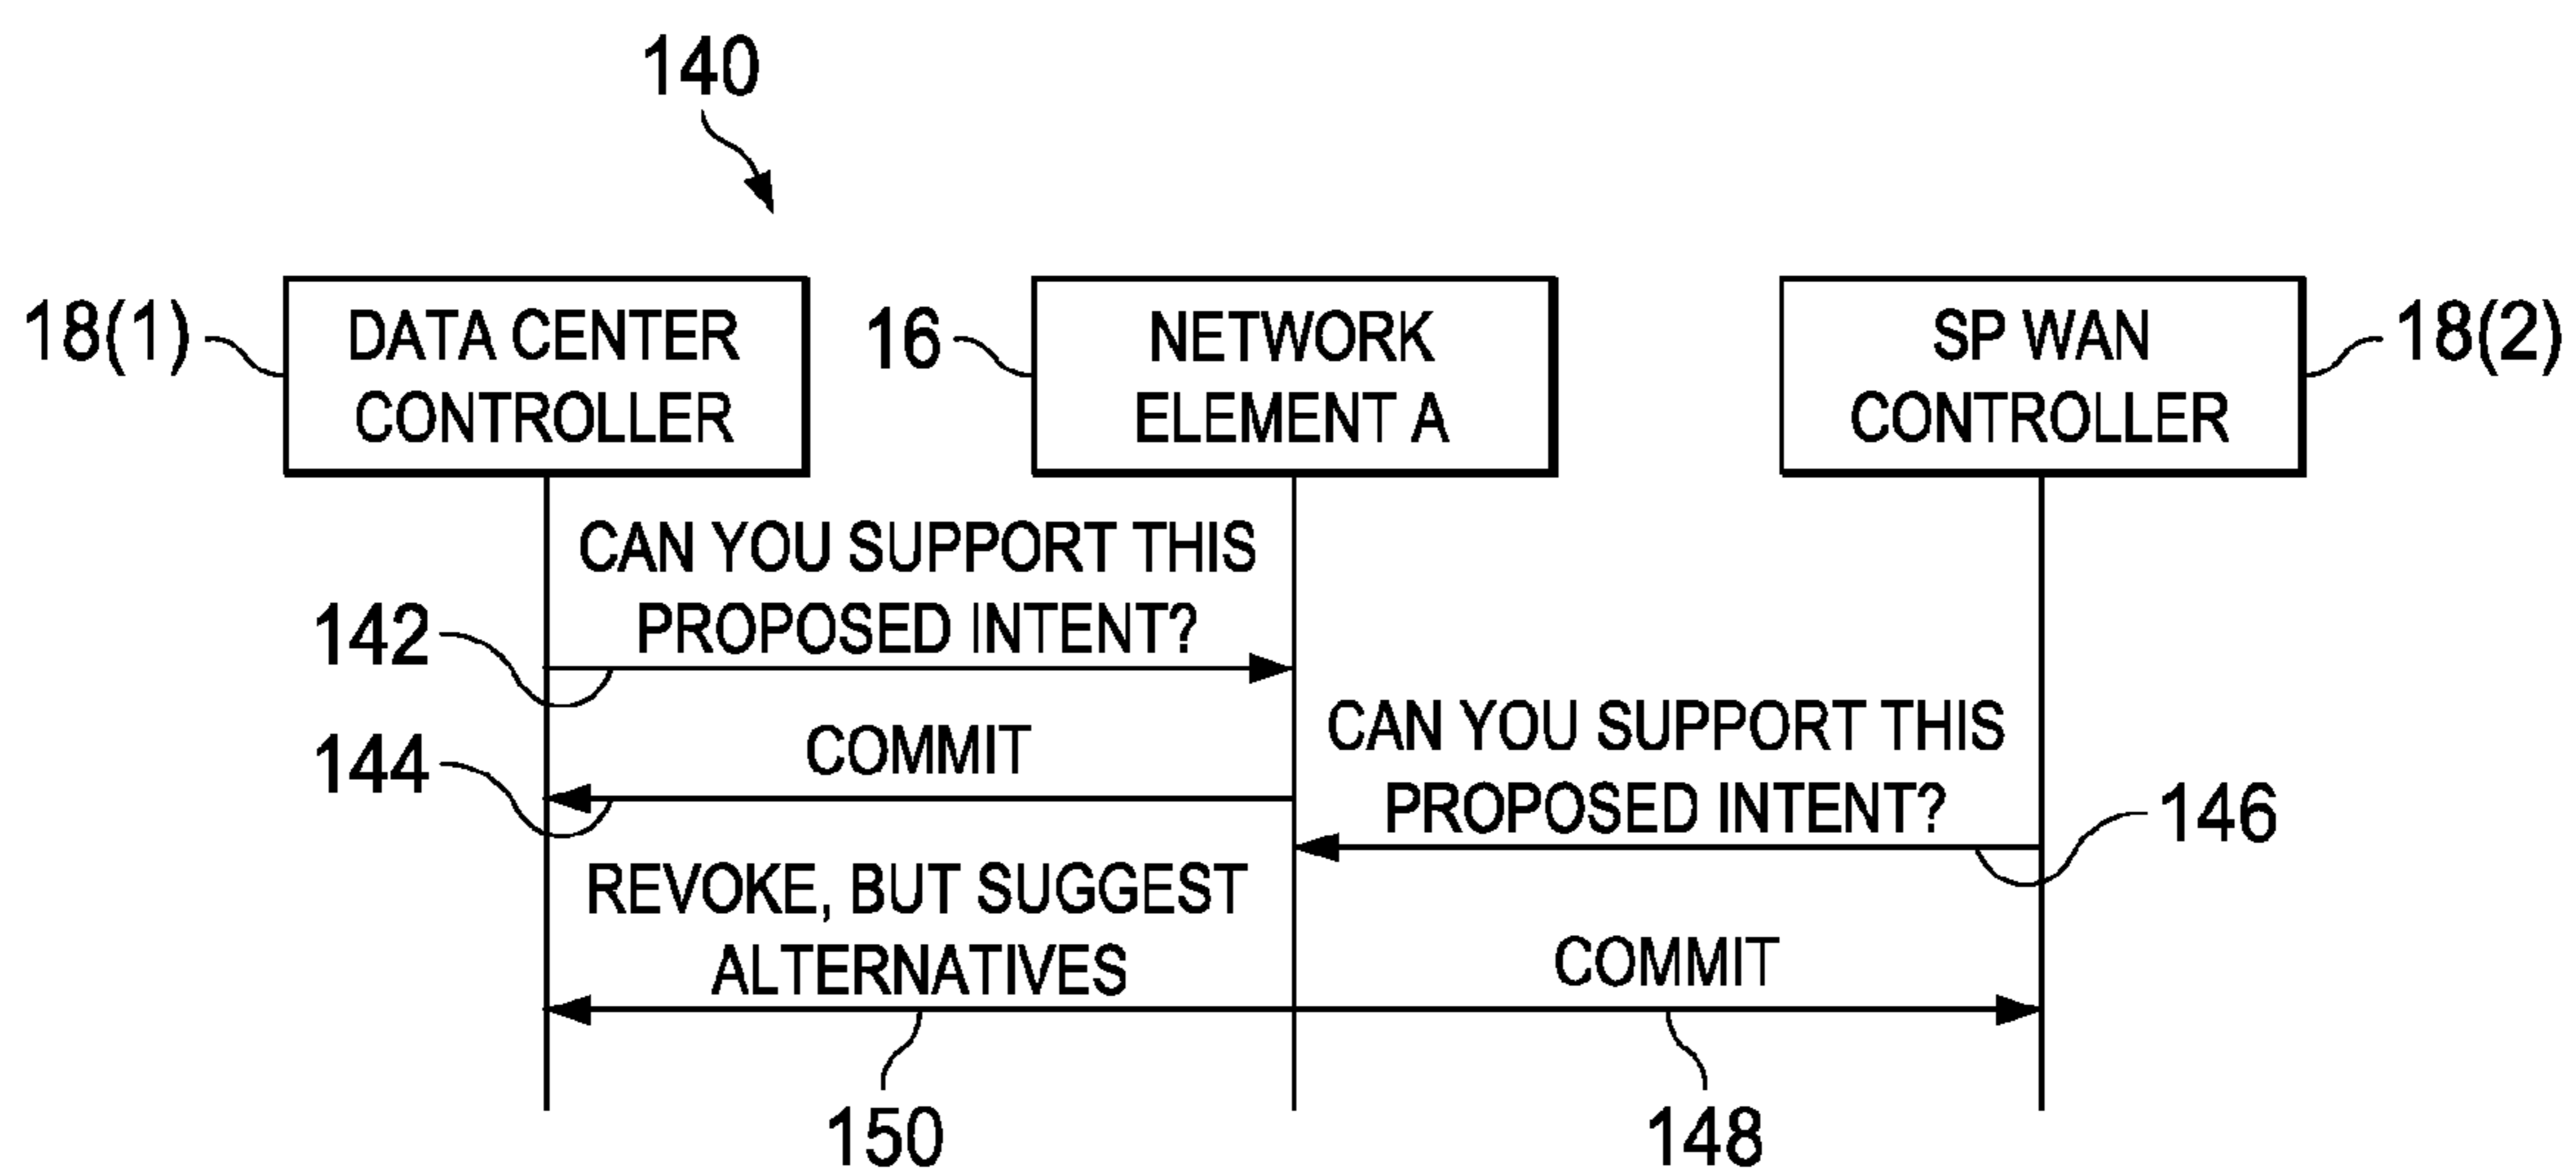 140
18(1)
DATA CENTER
CONTROLLER
16
NETWORK
ELEMENT A
SP WAN
CONTROLLER
18(2)
CAN YOU SUPPORT THIS
PROPOSED INTENT?
142
COMMIT
144
CAN YOU SUPPORT THIS
PROPOSED INTENT?
146
REVOKE, BUT SUGGEST
ALTERNATIVES
COMMIT
150
148